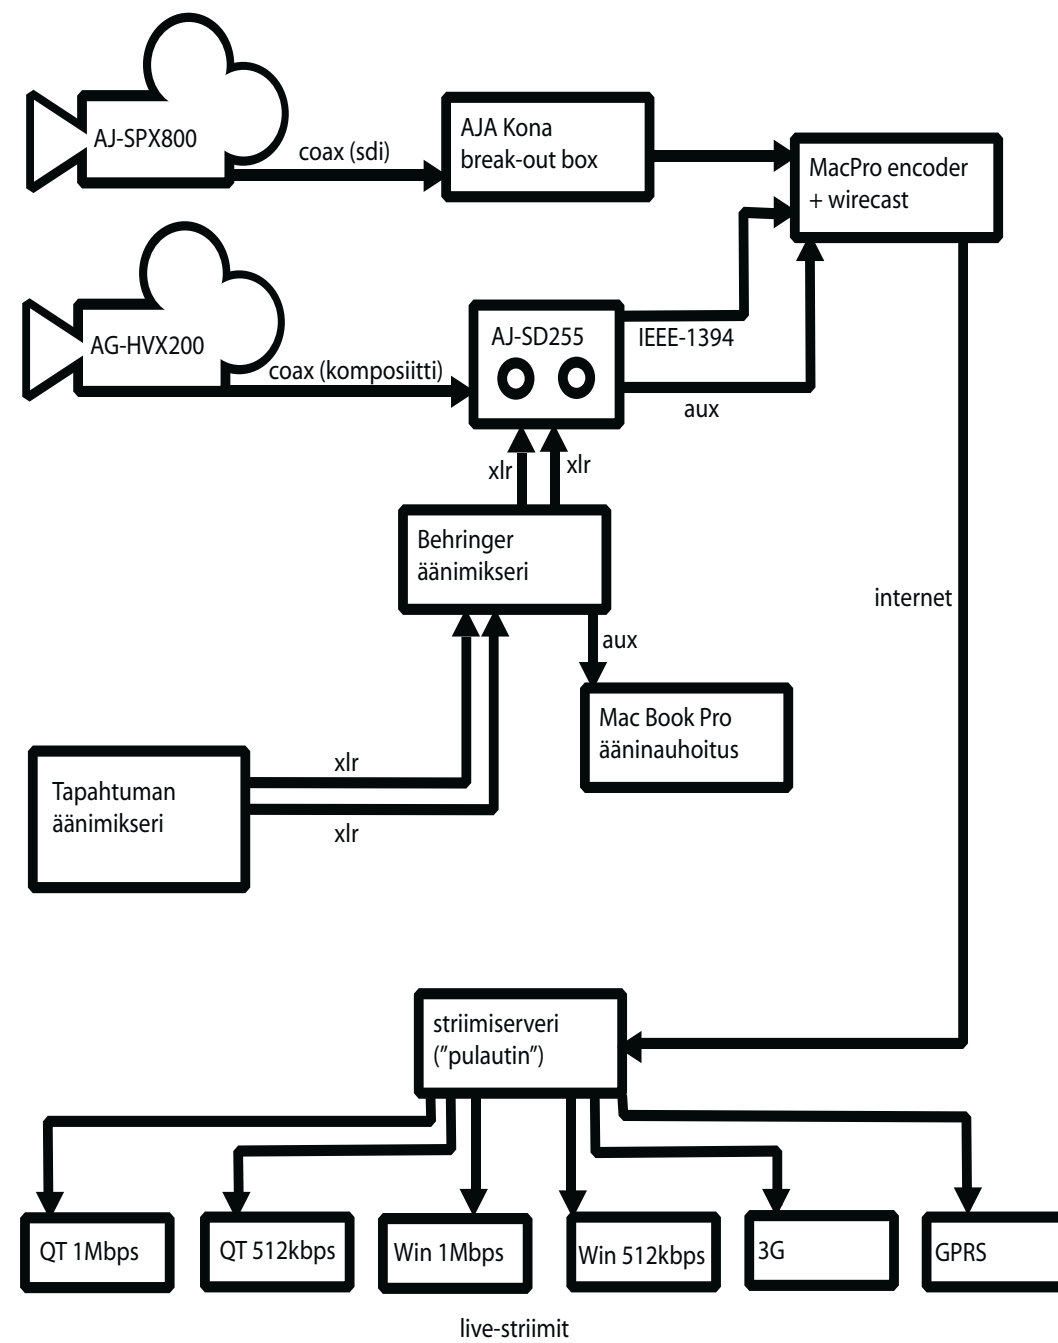 AJ-SPX800
coax (sdi)
AJA Kona
break-out box
MacPro encoder
+ wirecast
AG-HVX200
coax (komposiitti)
AJ-SD255
IEEE-1394
aux
xlr
xlr
Behringer
äänimikseri
internet
aux
Mac Book Pro
ääninauhoitus
Tapahtuman
äänimikseri
xlr
xlr
striimiserveri
(”pulautin”)
QT 1Mbps
QT 512kbps
Win 1Mbps
Win 512kbps
3G
GPRS
live-striimit